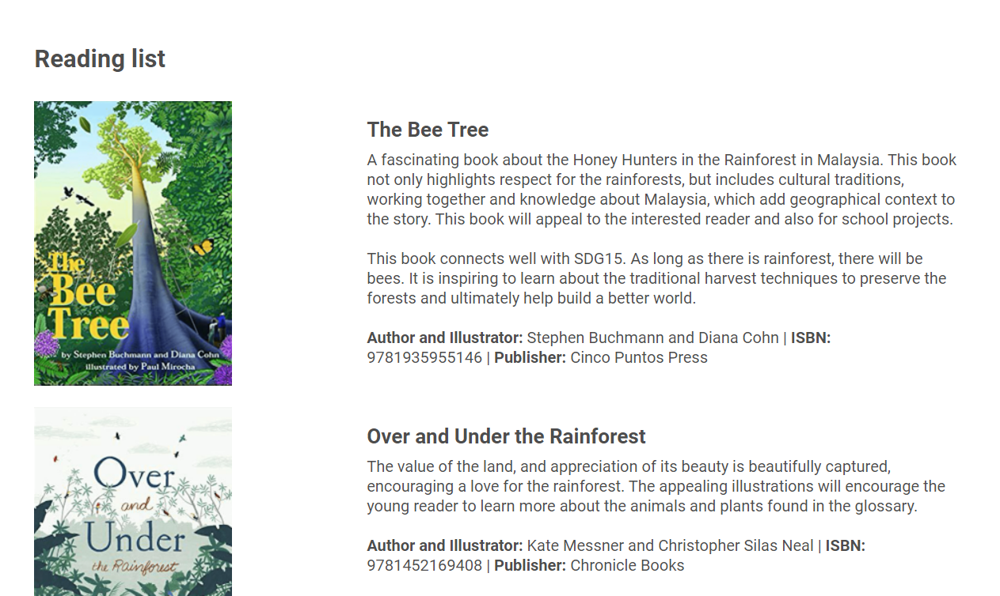 Reading list
The
Bee
Tree
by Stephen Buchmann and Diana Cohn
illustrated by Paul Mirocha
The Bee Tree
A fascinating book about the Honey Hunters in the Rainforest in Malaysia. This book
not only highlights respect for the rainforests, but includes cultural traditions,
working together and knowledge about Malaysia, which add geographical context to
the story. This book will appeal to the interested reader and also for school projects.
This book connects well with SDG15. As long as there is rainforest, there will be
bees. It is inspiring to learn about the traditional harvest techniques to preserve the
forests and ultimately help build a better world.
Author and Illustrator: Stephen Buchmann and Diana Cohn | ISBN:
9781935955146 | Publisher: Cinco Puntos Press
Over
and
Under
the Rainforest
Over and Under the Rainforest
The value of the land, and appreciation of its beauty is beautifully captured,
encouraging a love for the rainforest. The appealing illustrations will encourage the
young reader to learn more about the animals and plants found in the glossary.
Author and Illustrator: Kate Messner and Christopher Silas Neal | ISBN:
9781452169408 | Publisher: Chronicle Books